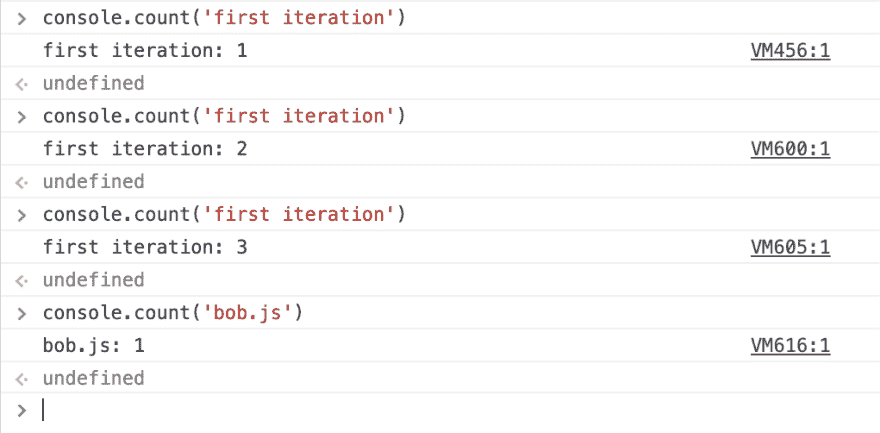 > console.count('first iteration')
first iteration: 1 VM456:1
<· undefined
> console.count('first iteration')
first iteration: 2 VM600:1
<· undefined
> console.count('first iteration')
first iteration: 3 VM605:1
<· undefined
> console.count('bob.js')
bob.js: 1 VM616:1
<· undefined
>